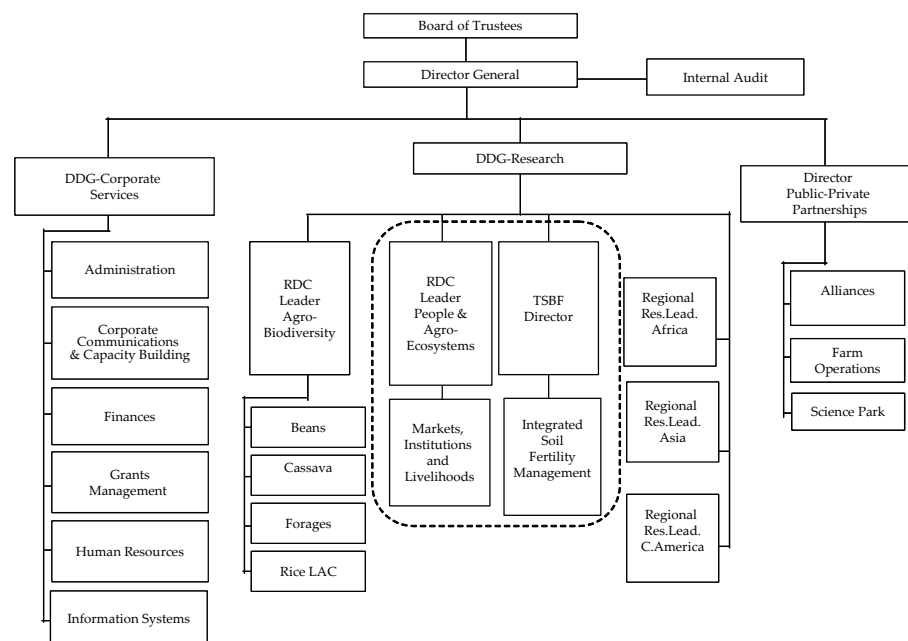 Board of Trustees
Director General
Internal Audit
DDG-Corporate
Services
DDG-Research
Director
Public-Private
Partnerships
Administration
Corporate
Communications
& Capacity Building
Finances
Grants
Management
Human Resources
Information Systems
RDC
Leader
Agro-
Biodiversity
Beans
Cassava
Forages
Rice LAC
RDC
Leader
People &
Agro-
Ecosystems
Markets,
Institutions
and
Livelihoods
TSBF
Director
Integrated
Soil
Fertility
Management
Regional
Res.Lead.
Africa
Regional
Res.Lead.
Asia
Regional
Res.Lead.
C.America
Alliances
Farm
Operations
Science Park